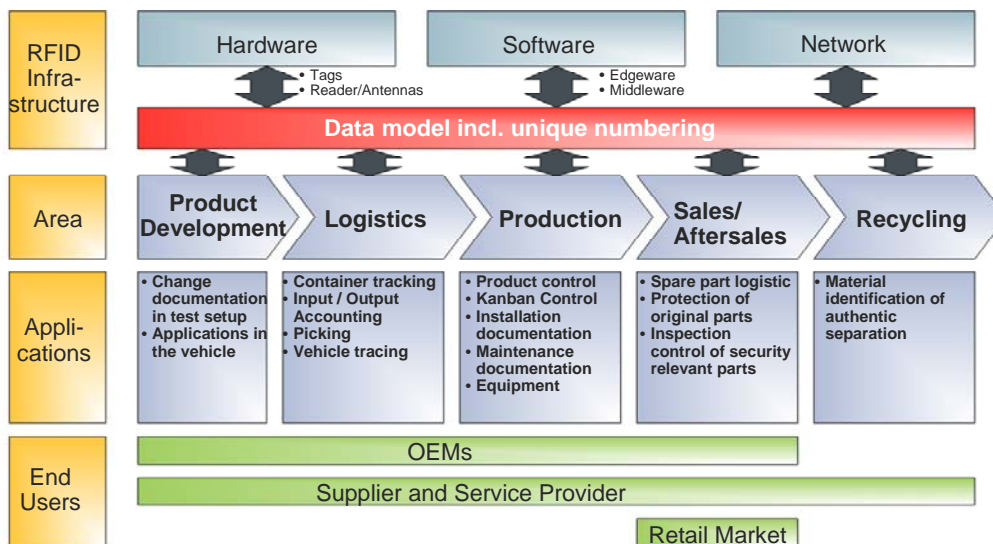 RFID
Infra-
structure
Hardware
Software
Network
• Tags
• Reader/Antennas
• Edgeware
• Middleware
Data model incl. unique numbering
Area
Product
Development
Logistics
Production
Sales/
Aftersales
Recycling
Appli-
cations
• Change
documentation
in test setup
• Applications in
the vehicle
• Container tracking
• Input / Output
Accounting
• Picking
• Vehicle tracing
• Product control
• Kanban Control
• Installation
documentation
• Maintenance
documentation
• Equipment
• Spare part logistic
• Protection of
original parts
• Inspection
control of security
relevant parts
• Material
identification of
authentic
separation
End
Users
OEMs
Supplier and Service Provider
Retail Market